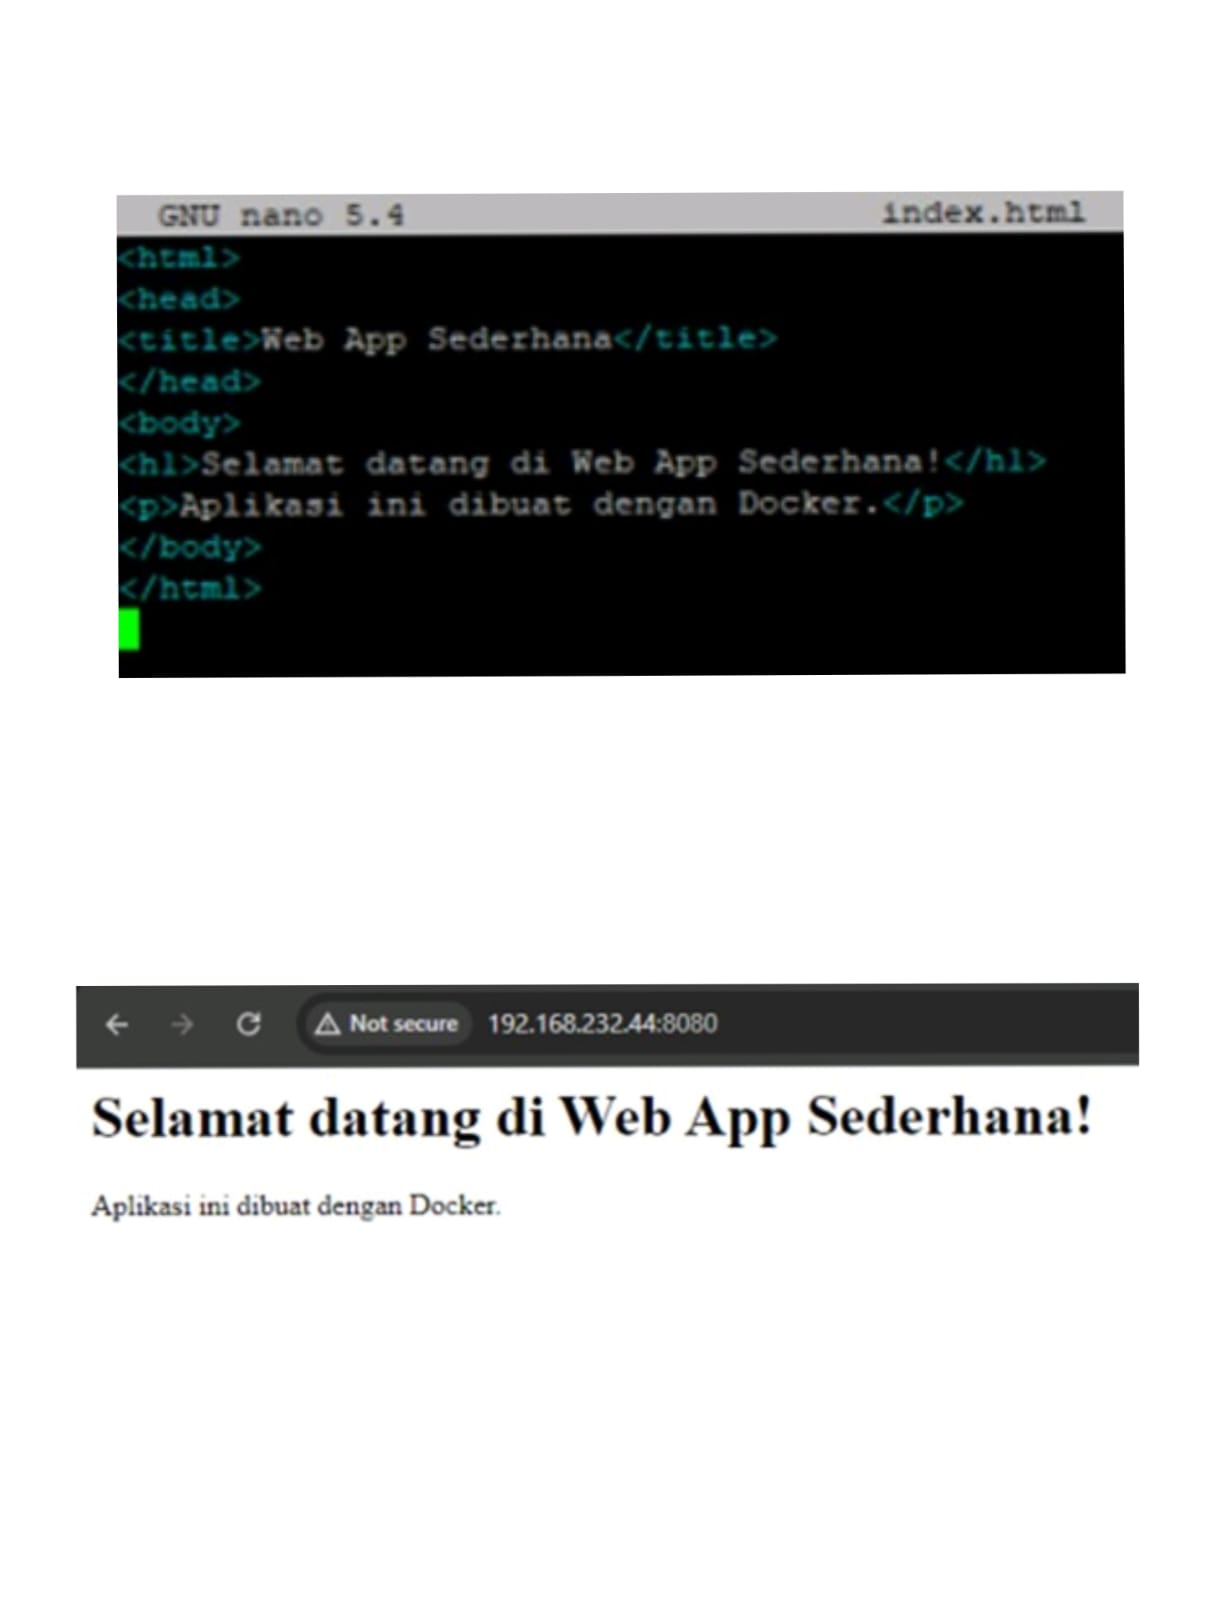 GNU nano 5.4 index.html
<html>
<head>
<title>Web App Sederhana</title>
</head>
<body>
<h1>Selamat datang di Web App Sederhana!</h1>
<p>Aplikasi ini dibuat dengan Docker.</p>
</body>
</html>
Not secure 192.168.232.44:8080
Selamat datang di Web App Sederhana!
Aplikasi ini dibuat dengan Docker.